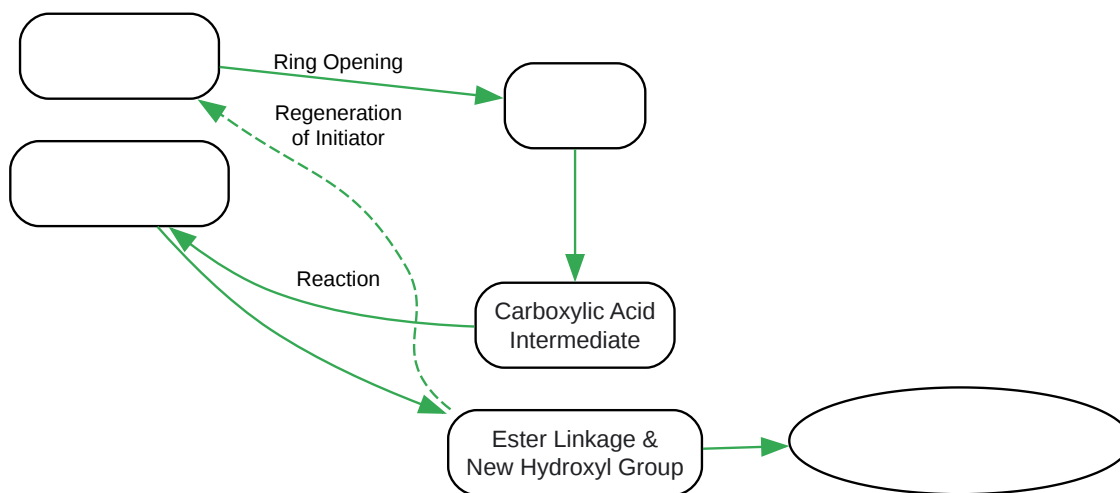 Ring Opening
Regeneration
of Initiator
Reaction
Carboxylic Acid
Intermediate
Ester Linkage &
New Hydroxyl Group